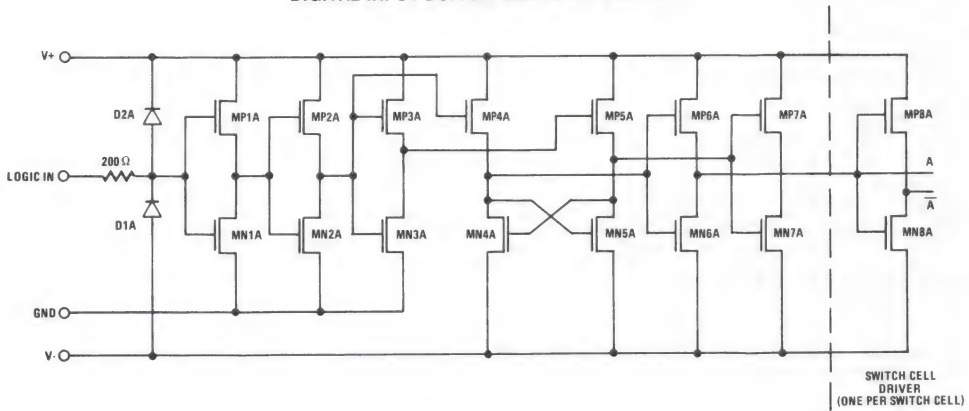 V+
D2A
MP1A
MP2A
MP3A
MP4A
MP5A
MP6A
MP7A
MP8A
200Ω
LOGIC IN
A
A̅
D1A
MN1A
MN2A
MN3A
MN4A
MN5A
MN6A
MN7A
MN8A
GND
V-
SWITCH CELL
DRIVER
(ONE PER SWITCH CELL)